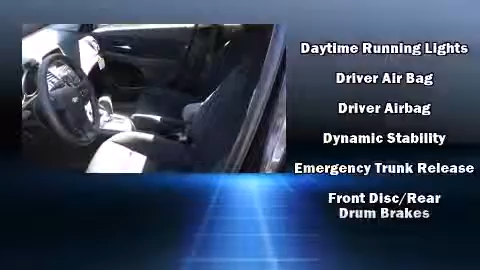 Daytime Running Lights
Driver Air Bag
Driver Airbag
Dynamic Stability
Emergency Trunk Release
Front Disc/Rear
Drum Brakes